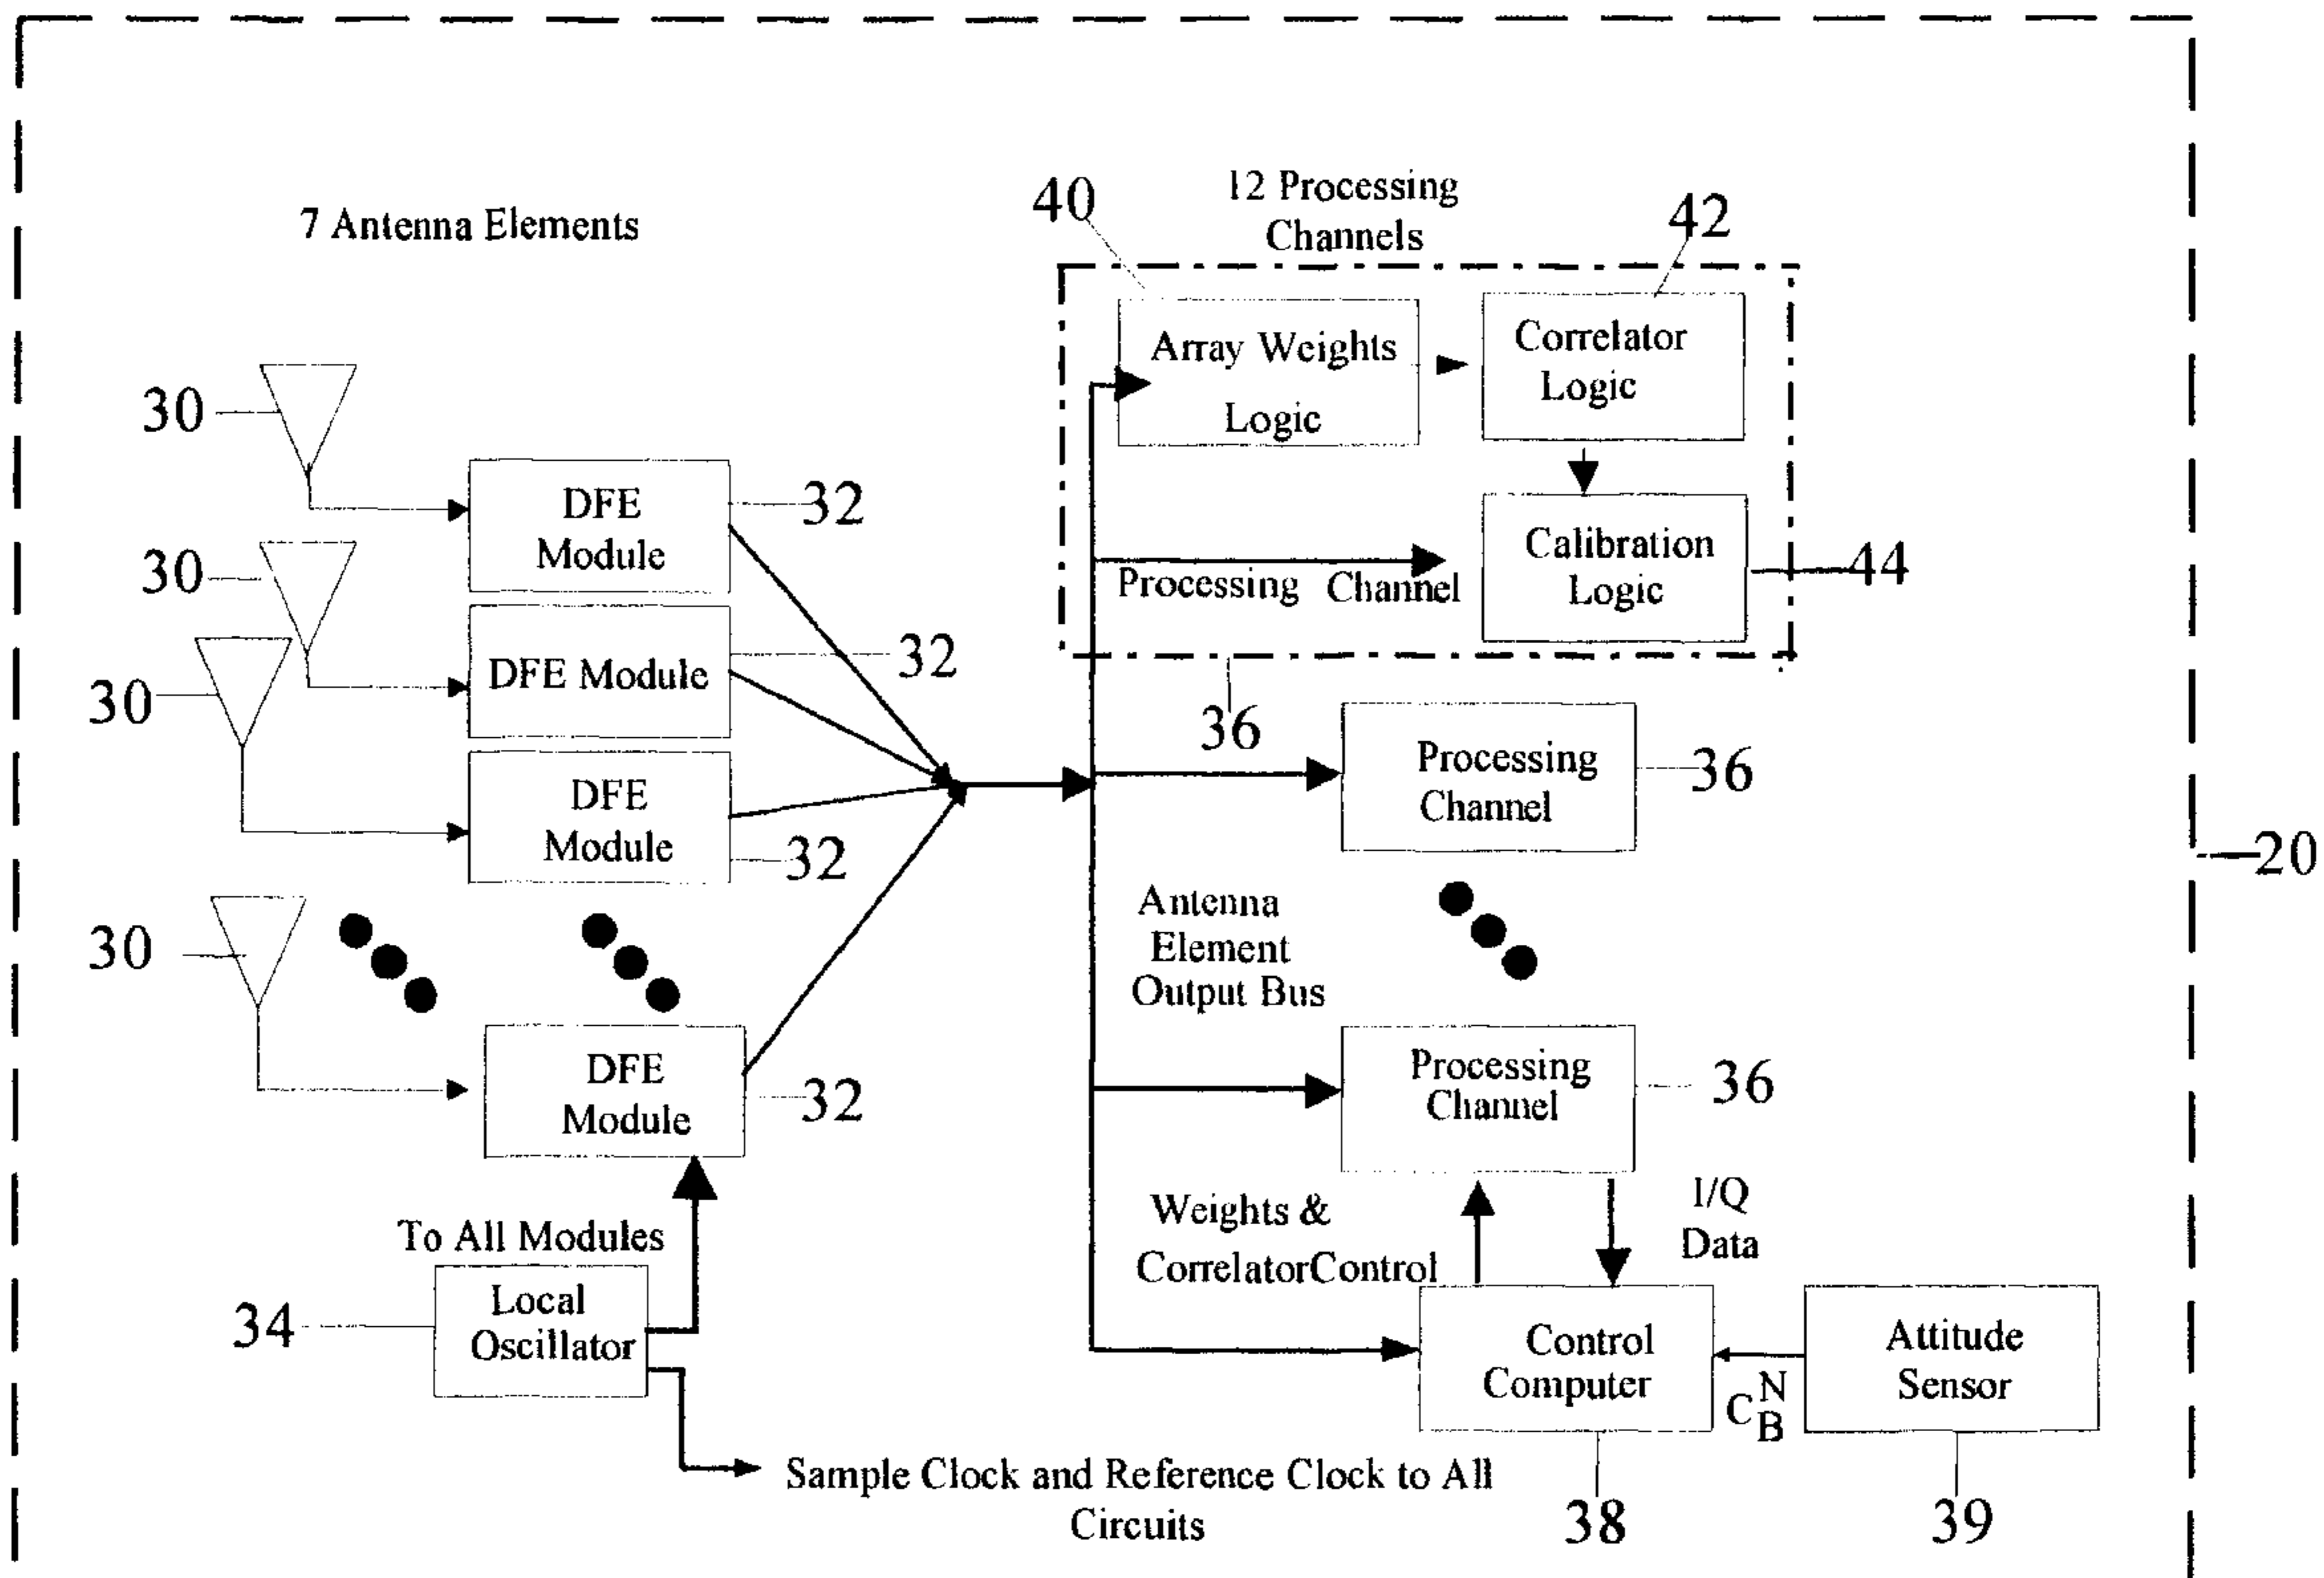 7 Antenna Elements
12 Processing
Channels
40
42
Array Weights
Logic
Correlator
Logic
30
DFE
Module
32
30
Processing Channel
Calibration
Logic
44
DFE Module
32
30
36
DFE
Module
32
Processing
Channel
36
20
30
Antenna
Element
Output Bus
DFE
Module
32
Processing
Channel
36
To All Modules
Weights &
CorrelatorControl
I/Q
Data
34
Local
Oscillator
Control
Computer
C N B
Attitude
Sensor
Sample Clock and Reference Clock to All
Circuits
38
39